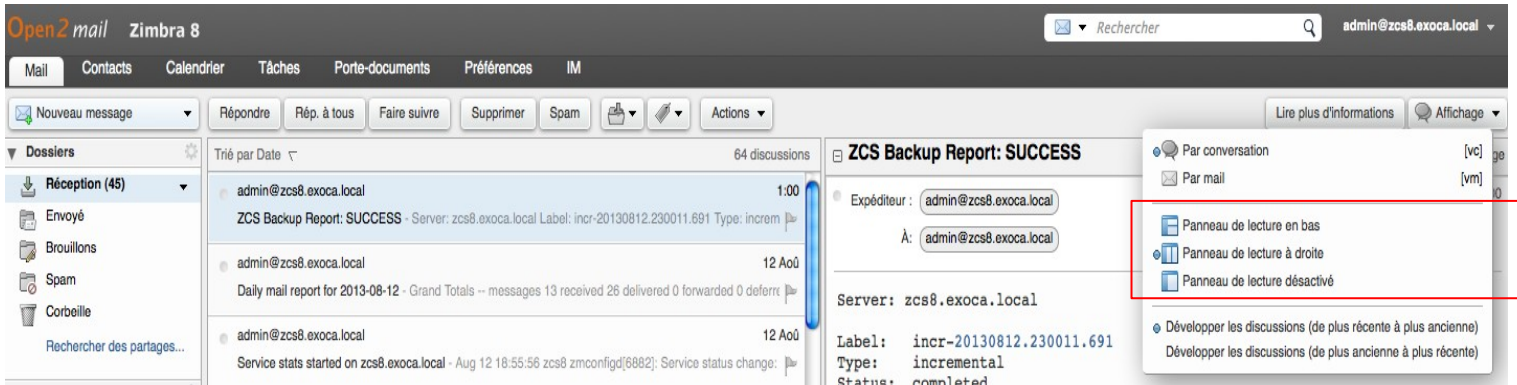 Open2 mail Zimbra 8
Rechercher
admin@zcs8.exoca.local
Mail Contacts Calendrier Tâches Porte-documents Préférences IM
Nouveau message Répondre Rép. à tous Faire suivre Supprimer Spam Actions Lire plus d'informations Affichage
Dossiers
Réception (45)
Envoyé
Brouillons
Spam
Corbeille
Rechercher des partages...
Trié par Date 64 discussions
admin@zcs8.exoca.local 1:00
ZCS Backup Report: SUCCESS - Server: zcs8.exoca.local Label: incr-20130812.230011.691 Type: increm
admin@zcs8.exoca.local 12 Aoû
Daily mail report for 2013-08-12 - Grand Totals -- messages 13 received 26 delivered 0 forwarded 0 deferre
admin@zcs8.exoca.local 12 Aoû
Service stats started on zcs8.exoca.local - Aug 12 18:55:56 zcs8 zmconfigd[6882]: Service status change:
ZCS Backup Report: SUCCESS
Expéditeur : admin@zcs8.exoca.local
À: admin@zcs8.exoca.local
Server: zcs8.exoca.local
Label: incr-20130812.230011.691
Type: incremental
Status: completed
Par conversation [vc]
Par mail [vm]
Panneau de lecture en bas
Panneau de lecture à droite
Panneau de lecture désactivé
Développer les discussions (de plus récente à plus ancienne)
Développer les discussions (de plus ancienne à plus récente)